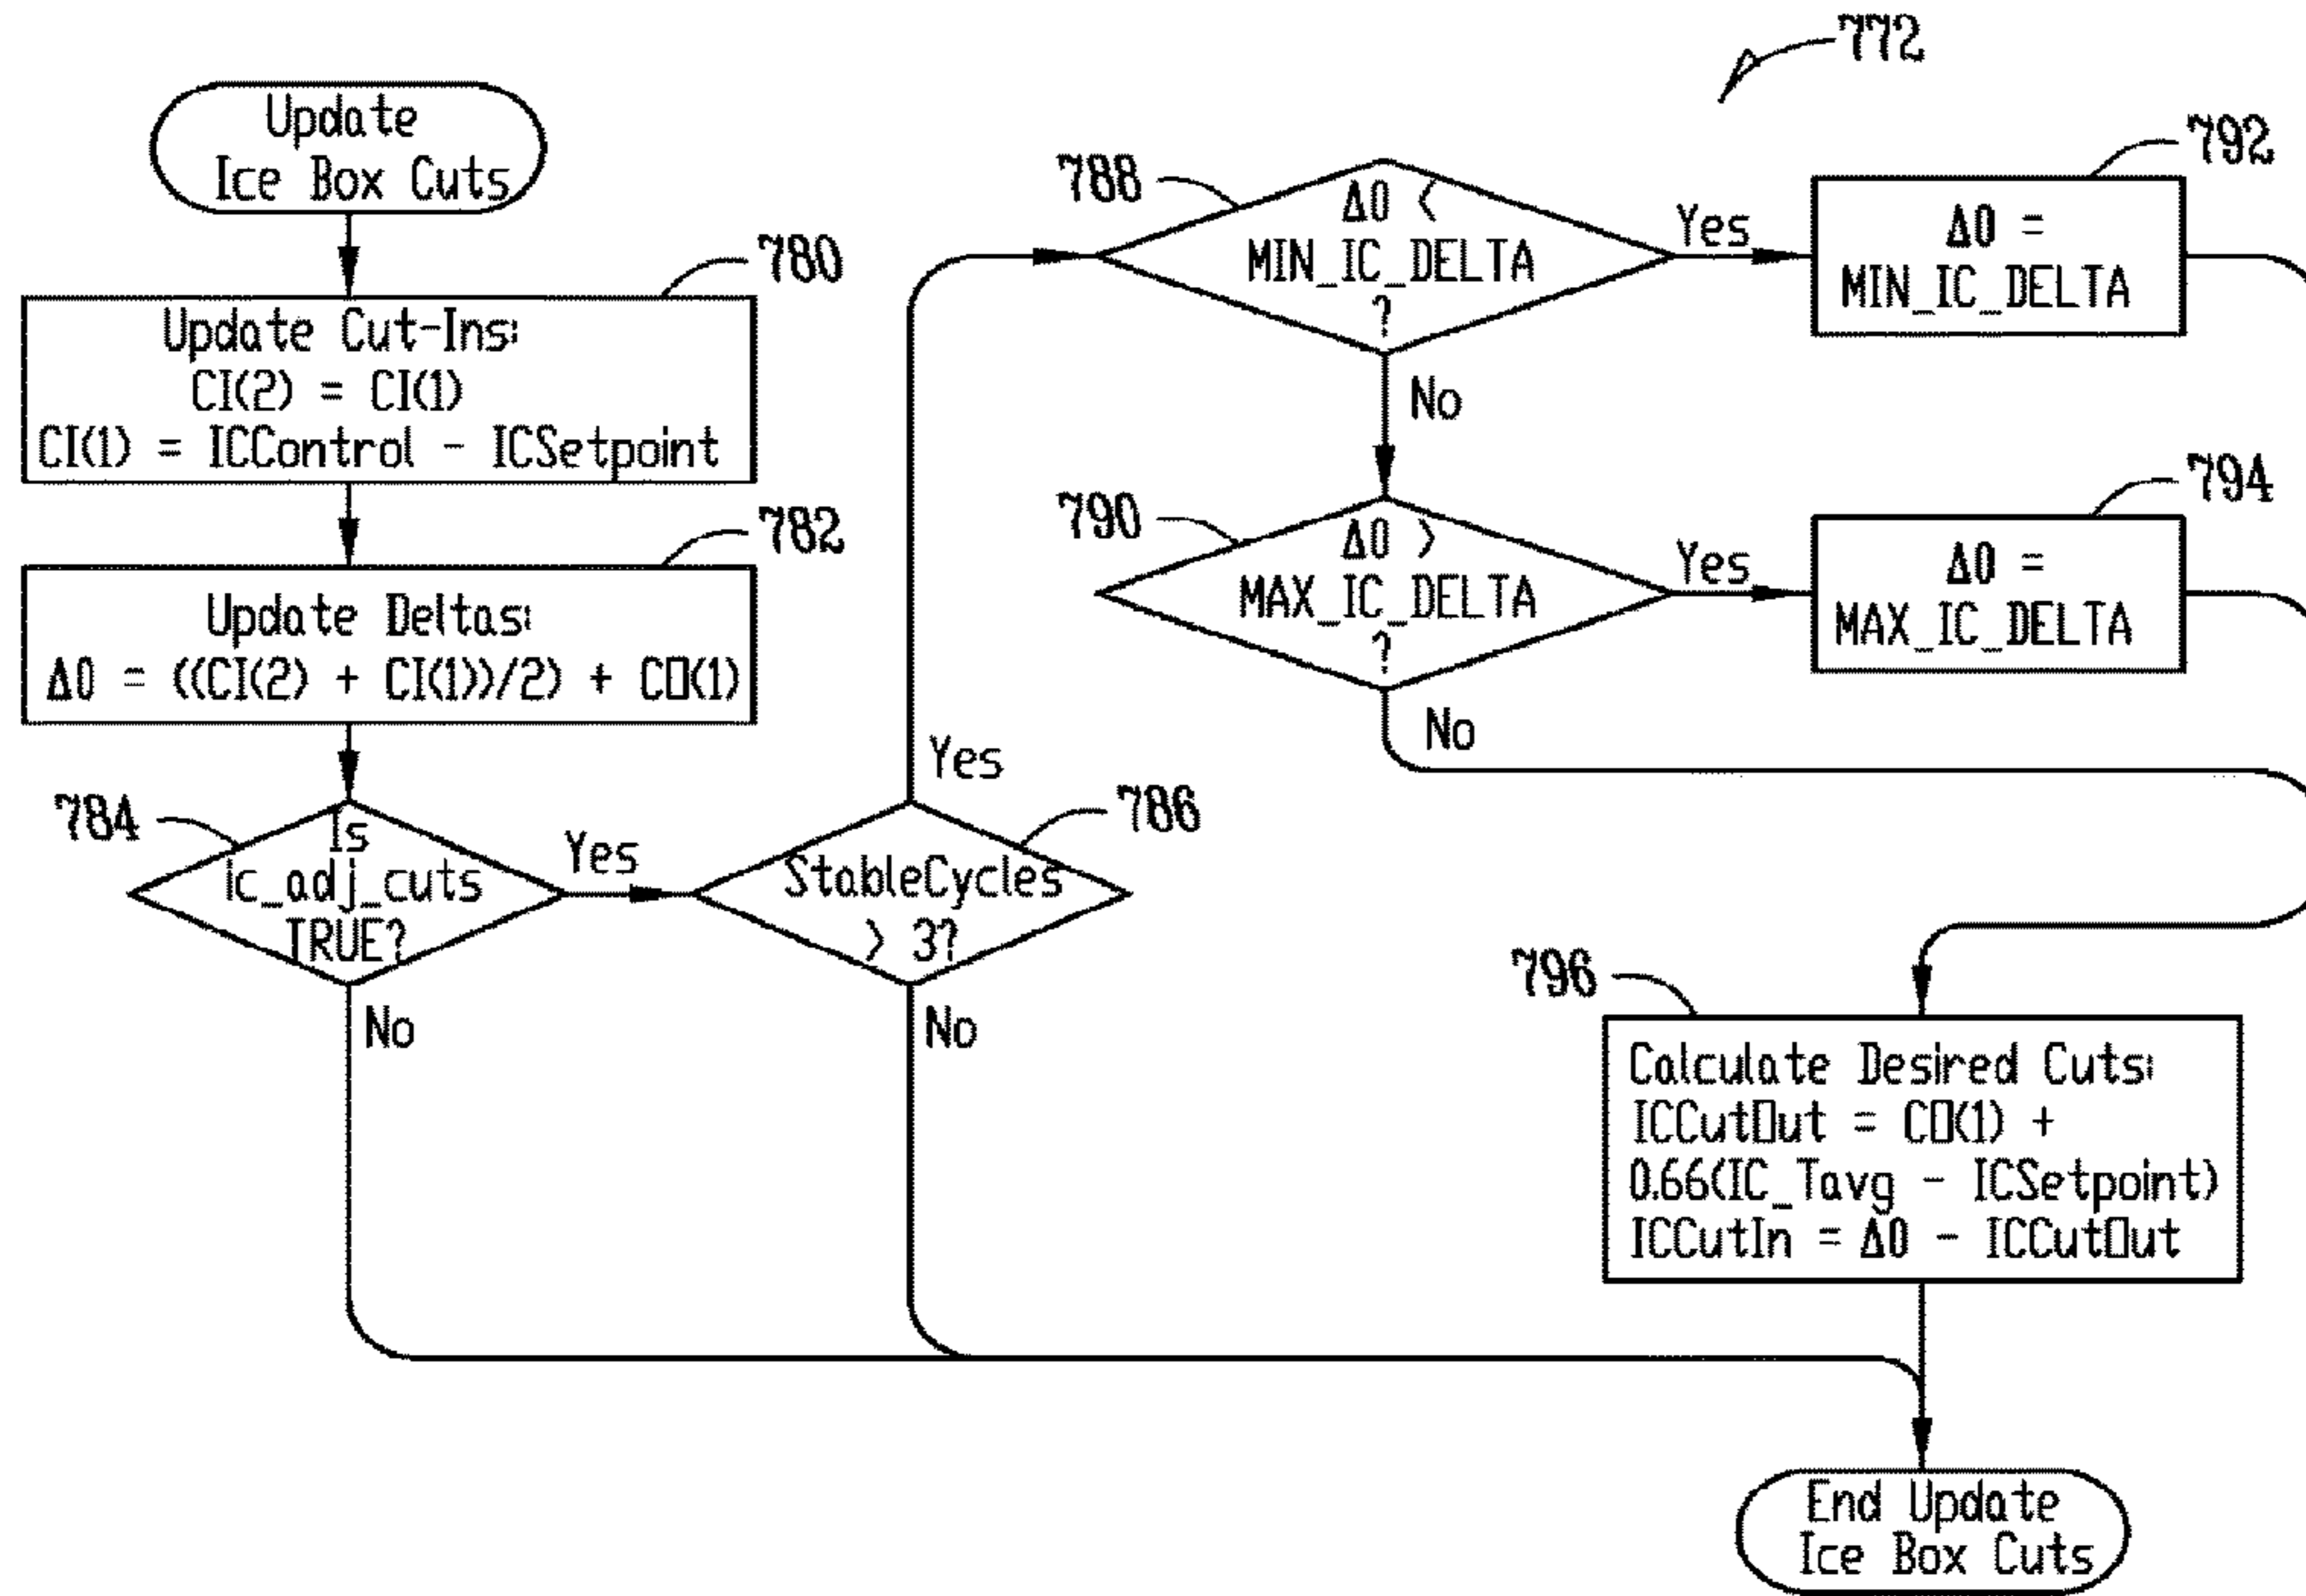 772
Update
Ice Box Cuts
780
Update Cut-Ins:
CI(2) = CI(1)
CI(1) = ICControl - ICSetpoint
782
Update Deltas:
Δ0 = ((CI(2) + CI(1))/2) + CO(1)
784
Is
ic_adj_cuts
TRUE?
Yes
No
786
StableCycles
> 3?
Yes
No
788
Δ0 <
MIN_IC_DELTA
?
Yes
No
792
Δ0 =
MIN_IC_DELTA
790
Δ0 >
MAX_IC_DELTA
?
Yes
No
794
Δ0 =
MAX_IC_DELTA
796
Calculate Desired Cuts:
ICCutOut = CO(1) +
0.66(IC_Tavg - ICSetpoint)
ICCutIn = Δ0 - ICCutOut
End Update
Ice Box Cuts